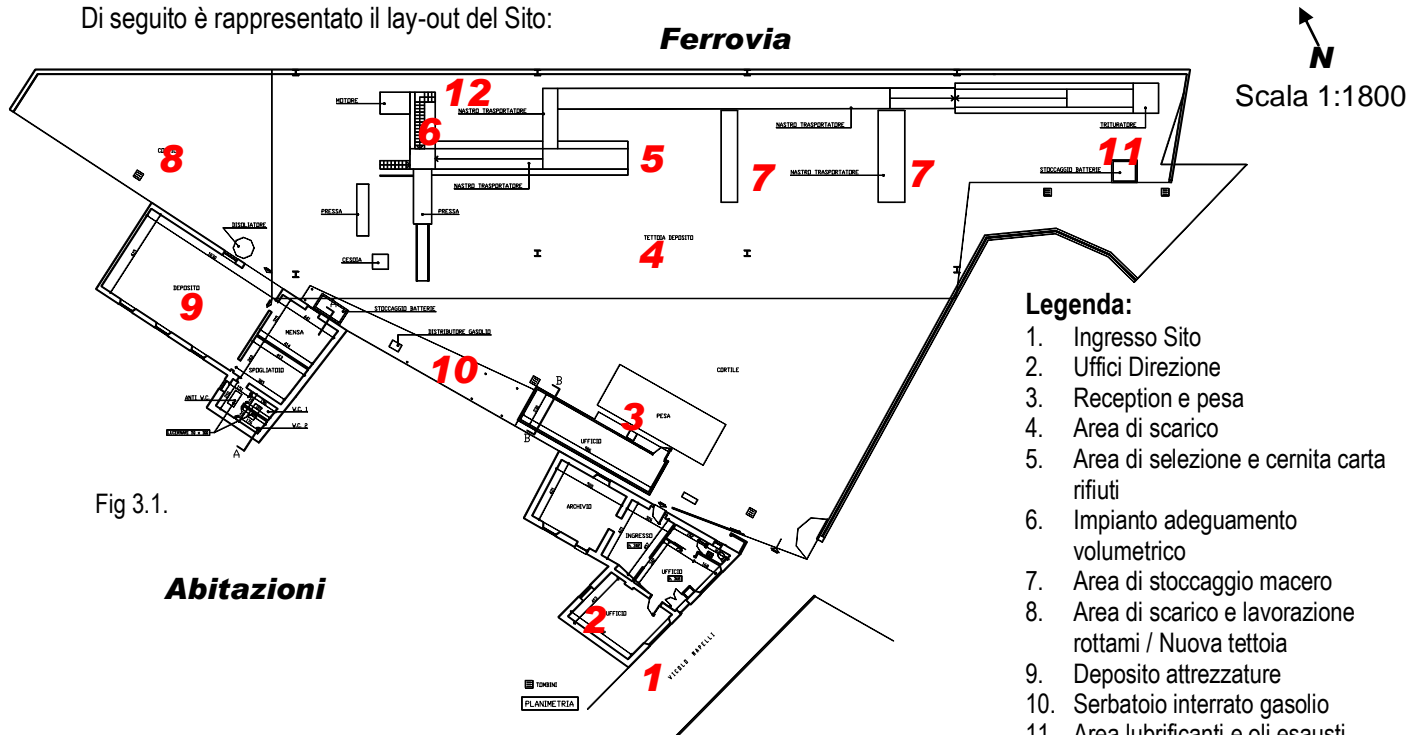 Di seguito è rappresentato il lay-out del Sito:
Ferrovia
N
Scala 1:1800
MOTORE
12
NASTRO TRASPORTATORE
6
8
5
7
NASTRO TRASPORTATORE
NASTRO TRASPORTATORE
7
TRITURATORE
11
STOCCAGGIO BATTERIE
NASTRO TRASPORTATORE
PRESSA
PRESSA
DISOLIATORE
TETTOIA DEPOSITO
4
CESOIA
DEPOSITO
9
STOCCAGGIO BATTERIE
MENSA
DISTRIBUTORE GASOLIO
SPOGLIATOIO
10
CORTILE
ANTI W.C.
W.C. 1
W.C. 2
A
B
B
3
PESA
UFFICIO
ARCHIVIO
INGRESSO
UFFICIO
UFFICIO
2
1
VICOLO RAPELLI
TOMBINI
PLANIMETRIA
Fig 3.1.
Abitazioni
Legenda:
1. Ingresso Sito
2. Uffici Direzione
3. Reception e pesa
4. Area di scarico
5. Area di selezione e cernita carta
rifiuti
6. Impianto adeguamento
volumetrico
7. Area di stoccaggio macero
8. Area di scarico e lavorazione
rottami / Nuova tettoia
9. Deposito attrezzature
10. Serbatoio interrato gasolio
11. Area lubrificanti e oli esausti